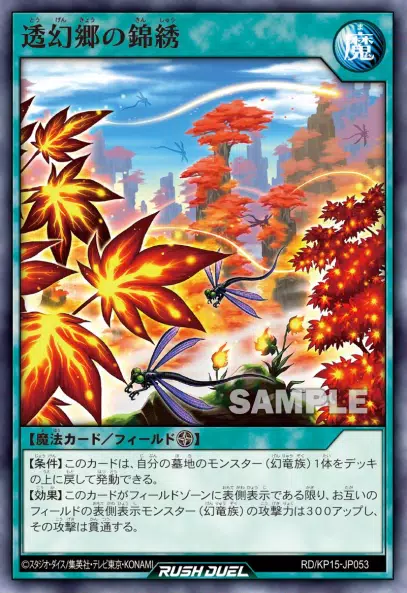 透幻郷の錦綉
魔
SAMPLE
【魔法カード／フィールド】
【条件】このカードは、自分の墓地のモンスター（幻竜族）1体をデッキ
の上に戻して発動できる。
【効果】このカードがフィールドゾーンに表側表示である限り、お互いの
フィールドの表側表示モンスター（幻竜族）の攻撃力は300アップし、
その攻撃は貫通する。
©スタジオ・ダイス/集英社・テレビ東京・KONAMI
RUSH DUEL
RD/KP15-JP053